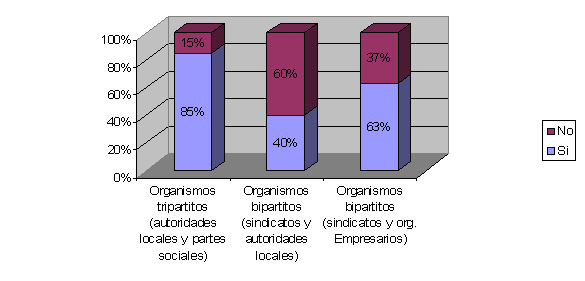 100%
80%
60%
40%
20%
0%
15%
85%
60%
40%
37%
63%
Organismos
tripartitos
(autoridades
locales y partes
sociales)
Organismos
bipartitos
(sindicatos y
autoridades
locales)
Organismos
bipartitos
(sindicatos y org.
Empresarios)
No
Si